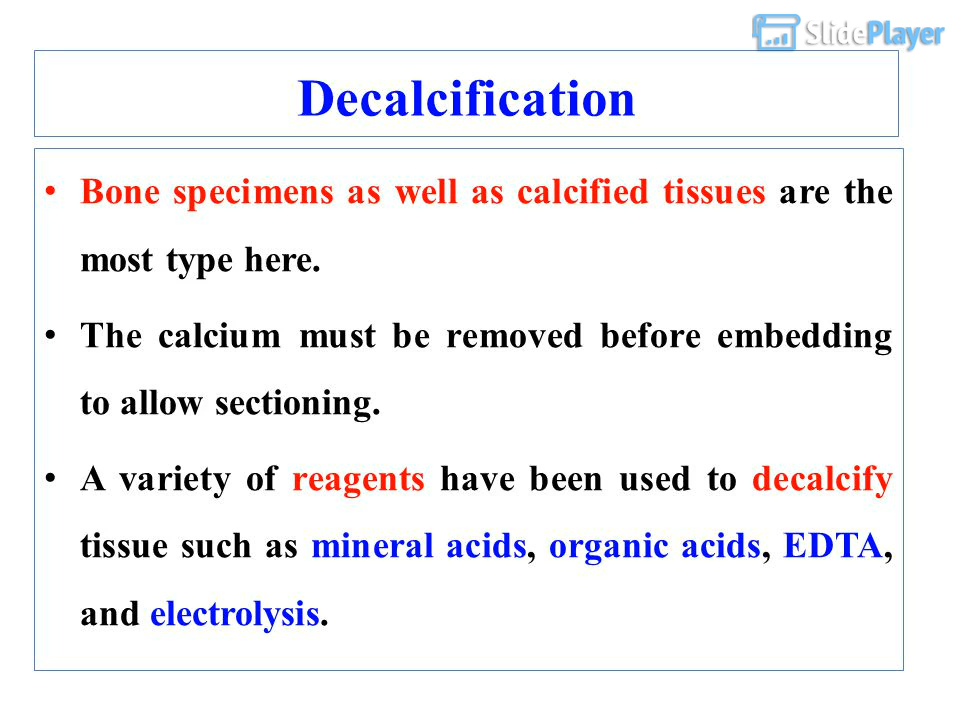 SlidePlayer
Decalcification
• Bone specimens as well as calcified tissues are the
most type here.
• The calcium must be removed before embedding
to allow sectioning.
• A variety of reagents have been used to decalcify
tissue such as mineral acids, organic acids, EDTA,
and electrolysis.